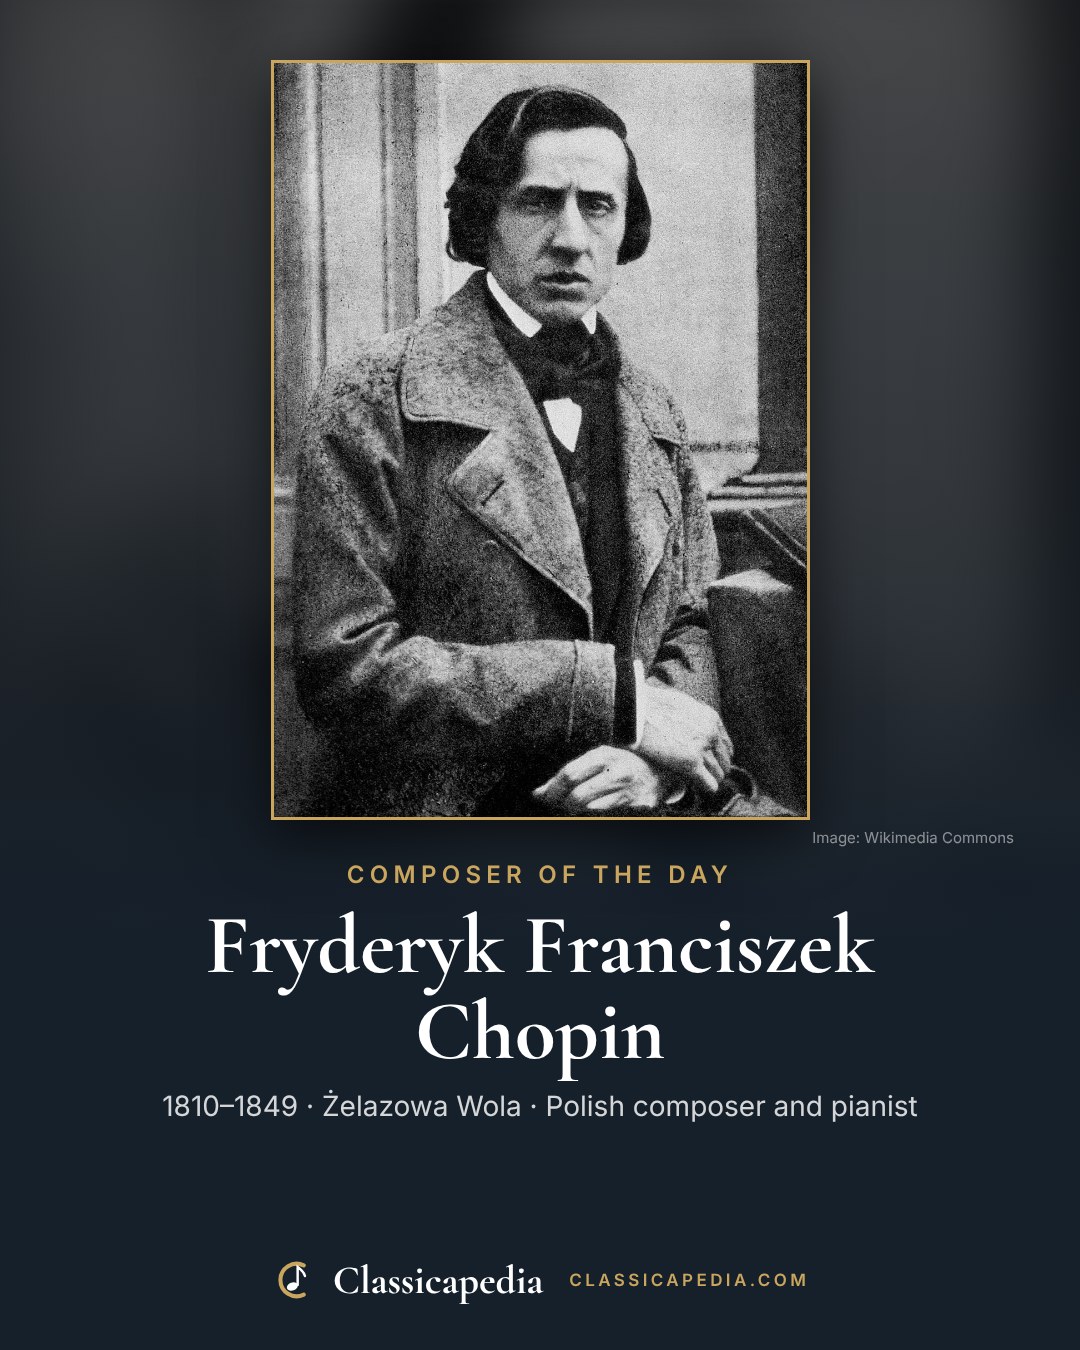 Image: Wikimedia Commons
COMPOSER OF THE DAY
Fryderyk Franciszek
Chopin
1810–1849 · Żelazowa Wola · Polish composer and pianist
Classicapedia CLASSICAPEDIA.COM